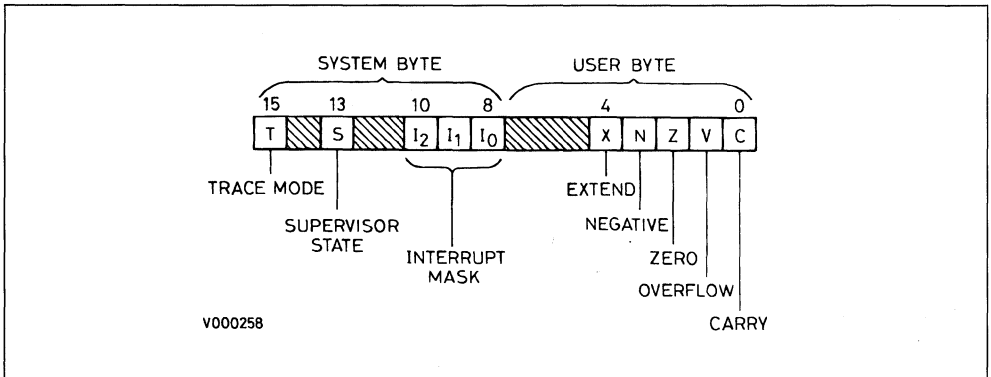 SYSTEM BYTE USER BYTE
15 13 10 8 4 0
T S I2 I1 I0 X N Z V C
TRACE MODE
SUPERVISOR
STATE
INTERRUPT
MASK
EXTEND
NEGATIVE
ZERO
OVERFLOW
CARRY
V000258